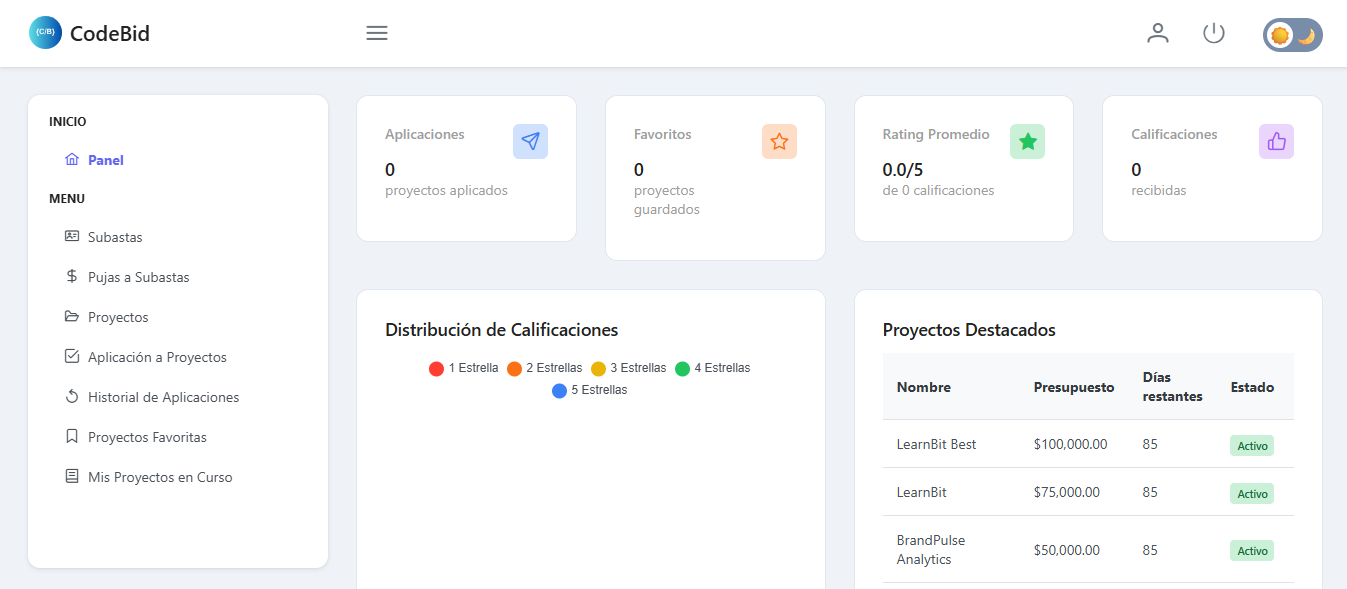 {C/B} CodeBid
INICIO
Panel
MENU
Subastas
Pujas a Subastas
Proyectos
Aplicación a Proyectos
Historial de Aplicaciones
Proyectos Favoritas
Mis Proyectos en Curso
Aplicaciones
0
proyectos aplicados
Favoritos
0
proyectos
guardados
Rating Promedio
0.0/5
de 0 calificaciones
Calificaciones
0
recibidas
Distribución de Calificaciones
1 Estrella 2 Estrellas 3 Estrellas 4 Estrellas
5 Estrellas
Proyectos Destacados
Nombre Presupuesto Días restantes Estado
LearnBit Best $100,000.00 85 Activo
LearnBit $75,000.00 85 Activo
BrandPulse Analytics $50,000.00 85 Activo